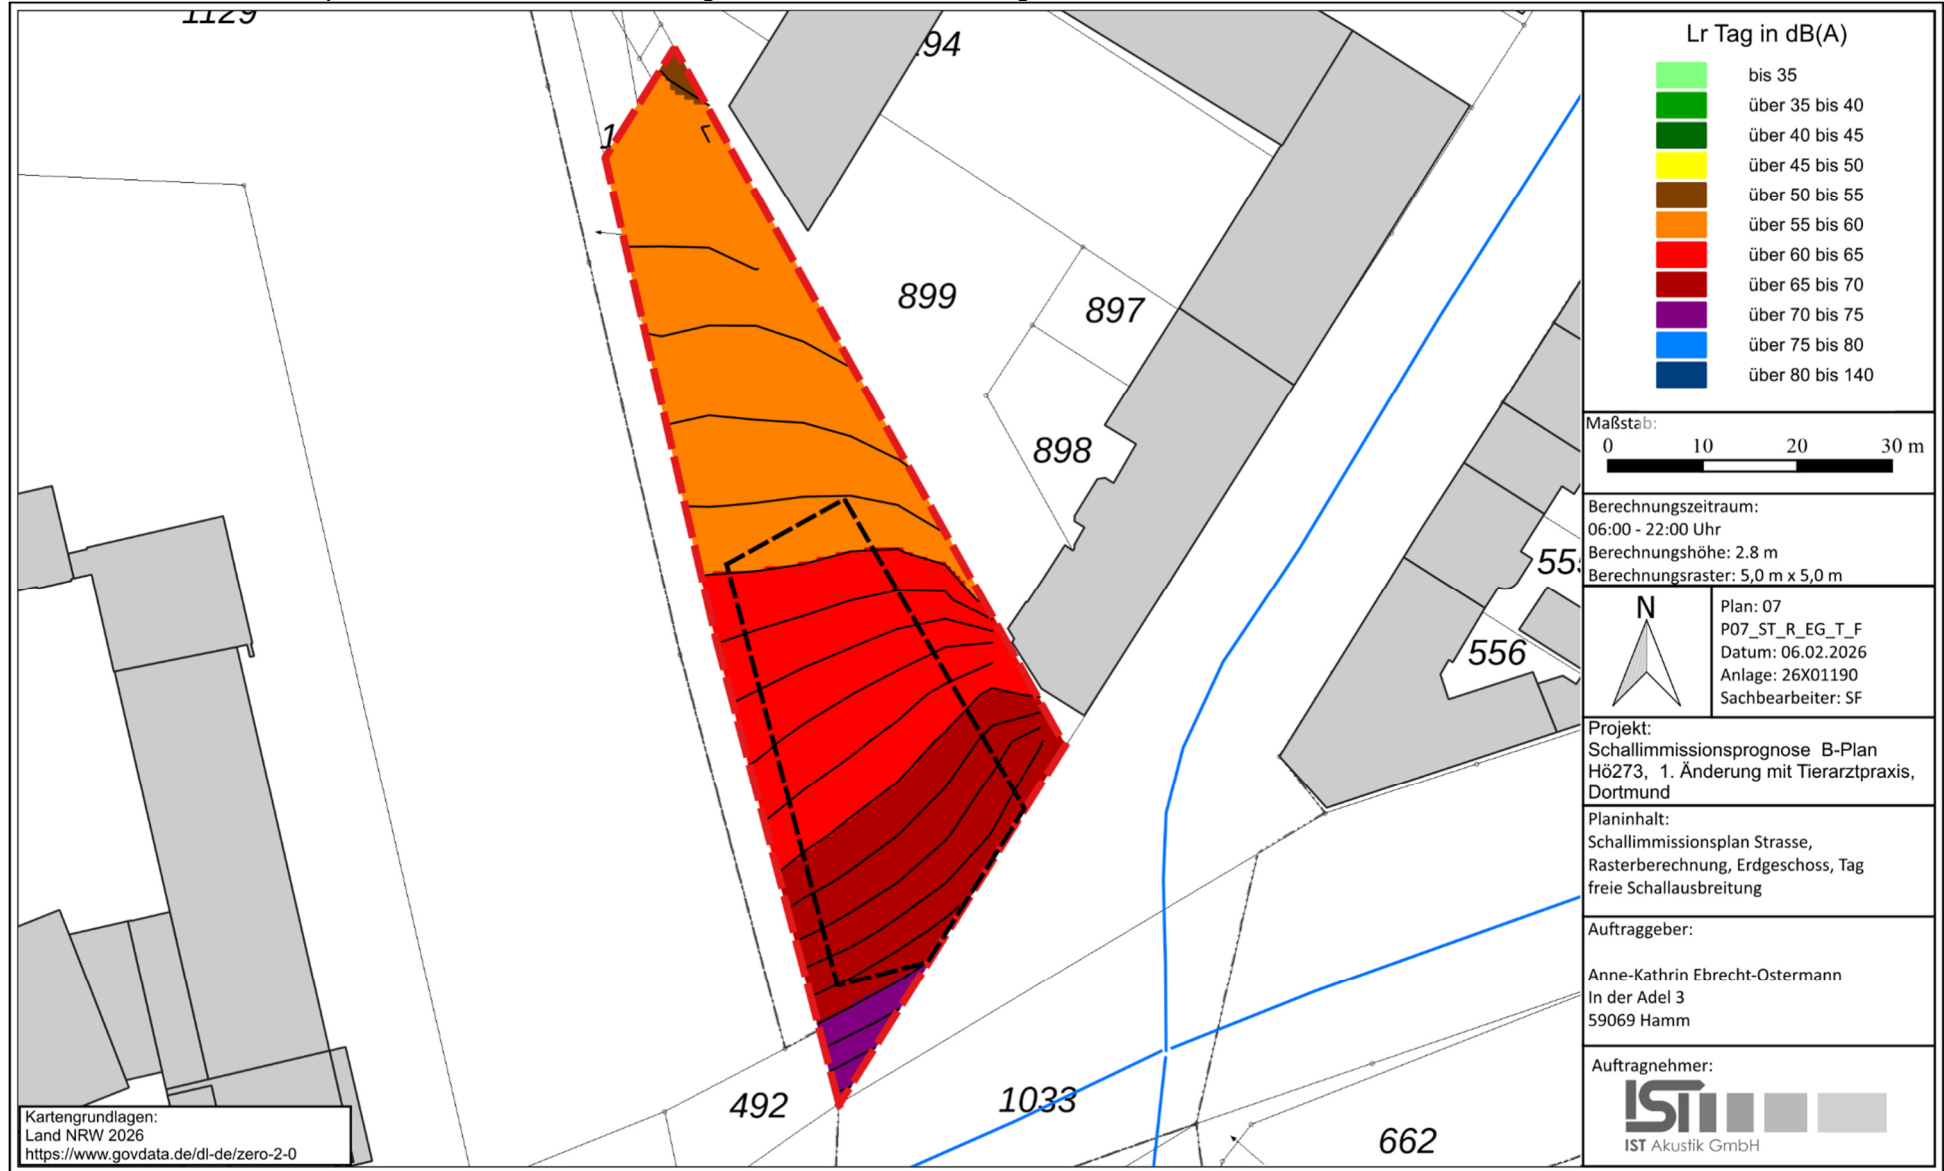 1129
94
1
899
897
898
555
556
492
1033
662
Kartengrundlagen:
Land NRW 2026
https://www.govdata.de/dl-de/zero-2-0
Lr Tag in dB(A)
bis 35
über 35 bis 40
über 40 bis 45
über 45 bis 50
über 50 bis 55
über 55 bis 60
über 60 bis 65
über 65 bis 70
über 70 bis 75
über 75 bis 80
über 80 bis 140
Maßstab:
0 10 20 30 m
Berechnungszeitraum:
06:00 - 22:00 Uhr
Berechnungshöhe: 2.8 m
Berechnungsraster: 5,0 m x 5,0 m
N
Plan: 07
P07_ST_R_EG_T_F
Datum: 06.02.2026
Anlage: 26X01190
Sachbearbeiter: SF
Projekt:
Schallimmissionsprognose B-Plan
Hö273, 1. Änderung mit Tierarztpraxis,
Dortmund
Planinhalt:
Schallimmissionsplan Strasse,
Rasterberechnung, Erdgeschoss, Tag
freie Schallausbreitung
Auftraggeber:
Anne-Kathrin Ebrecht-Ostermann
In der Adel 3
59069 Hamm
Auftragnehmer:
IST
IST Akustik GmbH